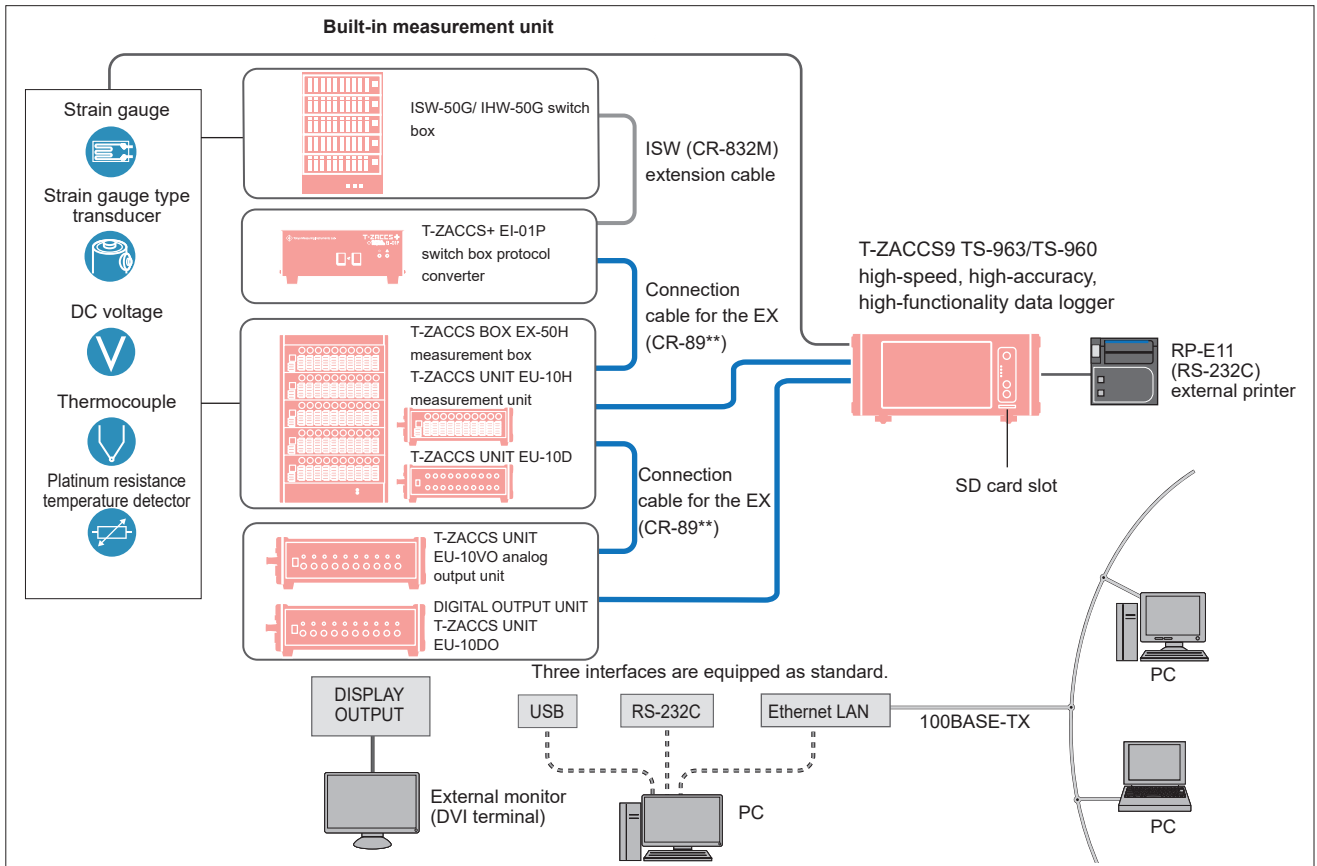 Built-in measurement unit
Strain gauge
Strain gauge type
transducer
DC voltage
V
Thermocouple
Platinum resistance
temperature detector
ISW-50G/ IHW-50G switch
box
ISW (CR-832M)
extension cable
T-ZACCS+ EI-01P
switch box protocol
converter
T-ZACCS
Connection
cable for the EX
(CR-89**)
T-ZACCS BOX EX-50H
measurement box
T-ZACCS UNIT EU-10H
measurement unit
T-ZACCS UNIT EU-10D
Connection
cable for the EX
(CR-89**)
T-ZACCS UNIT
EU-10VO analog
output unit
DIGITAL OUTPUT UNIT
T-ZACCS UNIT
EU-10DO
T-ZACCS9 TS-963/TS-960
high-speed, high-accuracy,
high-functionality data logger
RP-E11
(RS-232C)
external printer
SD card slot
Three interfaces are equipped as standard.
DISPLAY
OUTPUT
USB
RS-232C
Ethernet LAN
100BASE-TX
External monitor
(DVI terminal)
PC
PC
PC